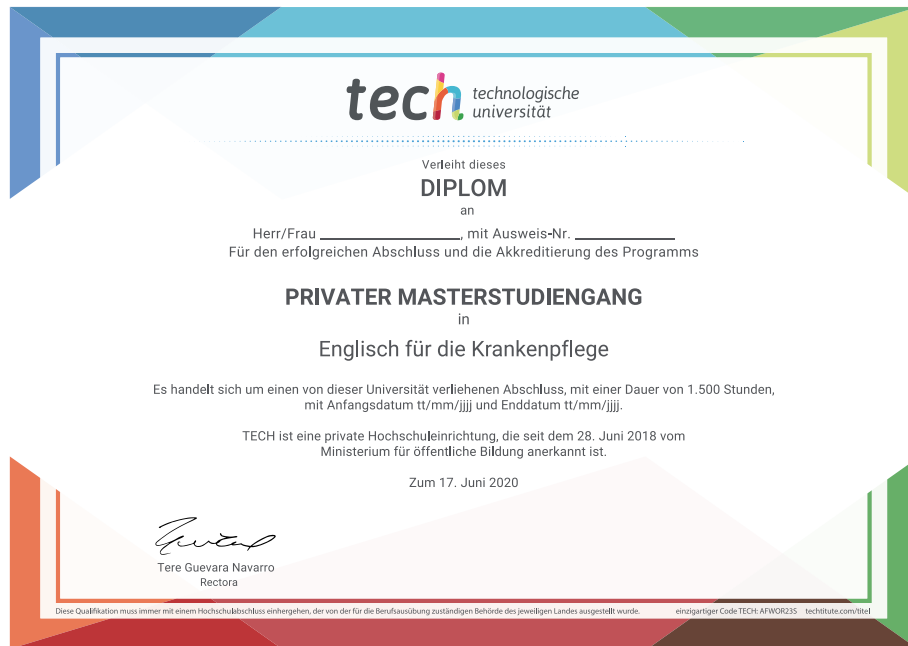 tech technologische
universität
Verleiht dieses
DIPLOM
an
Herr/Frau ____________________, mit Ausweis-Nr. ______________
Für den erfolgreichen Abschluss und die Akkreditierung des Programms
PRIVATER MASTERSTUDIENGANG
in
Englisch für die Krankenpflege
Es handelt sich um einen von dieser Universität verliehenen Abschluss, mit einer Dauer von 1.500 Stunden,
mit Anfangsdatum tt/mm/jjjj und Enddatum tt/mm/jjjj.
TECH ist eine private Hochschuleinrichtung, die seit dem 28. Juni 2018 vom
Ministerium für öffentliche Bildung anerkannt ist.
Zum 17. Juni 2020
Tere Guevara Navarro
Rectora
Diese Qualifikation muss immer mit einem Hochschulabschluss einhergehen, der von der für die Berufsausübung zuständigen Behörde des jeweiligen Landes ausgestellt wurde. einzigartiger Code TECH: AFWOR23S techtitute.com/titel